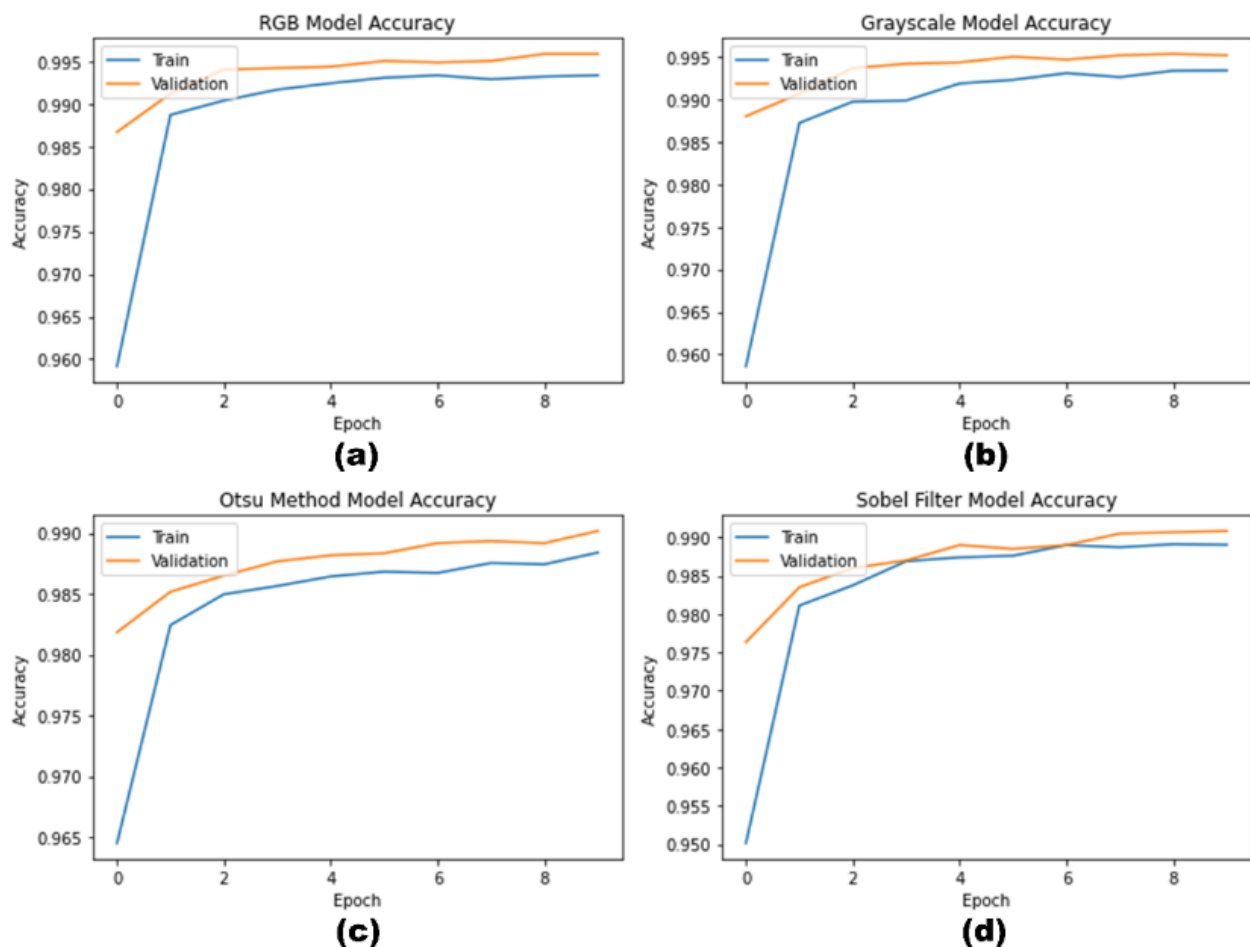 RGB Model Accuracy
Train
Validation
0.995
0.990
0.985
0.980
0.975
0.970
0.965
0.960
Accuracy
0 2 4 6 8
Epoch
(a)
Grayscale Model Accuracy
Train
Validation
0.995
0.990
0.985
0.980
0.975
0.970
0.965
0.960
Accuracy
0 2 4 6 8
Epoch
(b)
Otsu Method Model Accuracy
Train
Validation
0.990
0.985
0.980
0.975
0.970
0.965
Accuracy
0 2 4 6 8
Epoch
(c)
Sobel Filter Model Accuracy
Train
Validation
0.990
0.985
0.980
0.975
0.970
0.965
0.960
0.955
0.950
Accuracy
0 2 4 6 8
Epoch
(d)